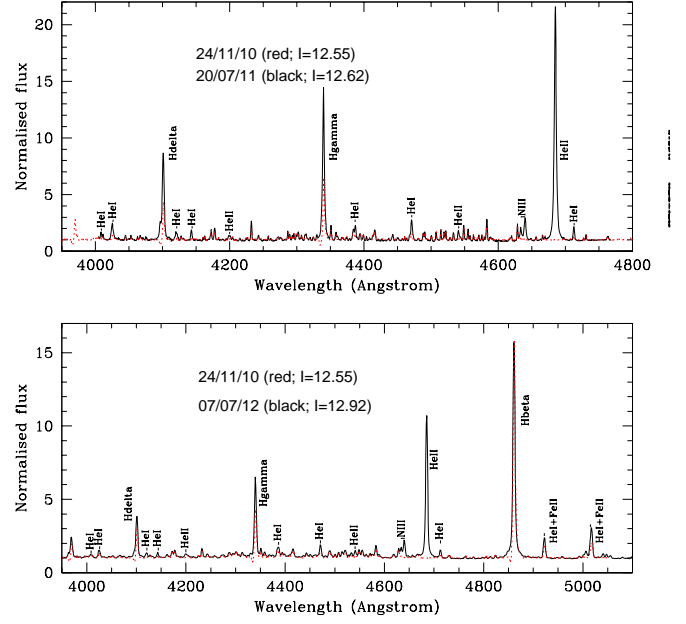 20
15
10
5
0
Normalised flux
24/11/10 (red; I=12.55)
20/07/11 (black; I=12.62)
HeI
HeI
Hdelta
HeI
HeI
HeII
Hgamma
HeI
HeI
HeII
NIII
HeII
HeI
4000
4200
4400
4600
4800
Wavelength (Angstrom)
15
10
5
0
Normalised flux
24/11/10 (red; I=12.55)
07/07/12 (black; I=12.92)
HeI
HeI
Hdelta
HeI
HeI
HeII
Hgamma
HeI
HeI
HeII
NIII
HeII
HeI
Hbeta
HeI+FeII
HeI+FeII
4000
4200
4400
4600
4800
5000
Wavelength (Angstrom)